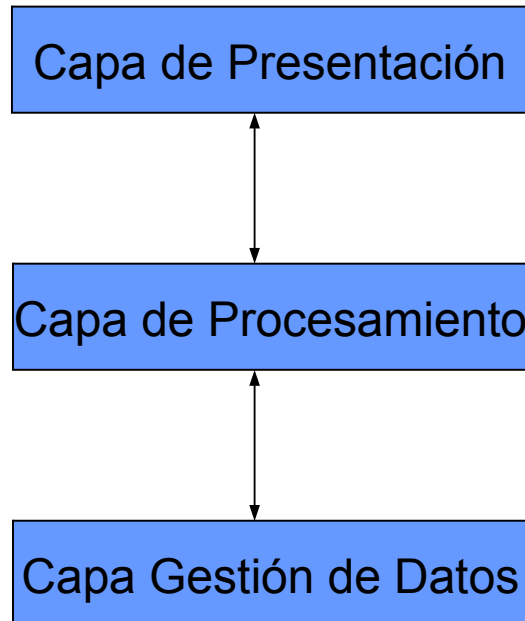 Capa de Presentación
Capa de Procesamiento
Capa Gestión de Datos